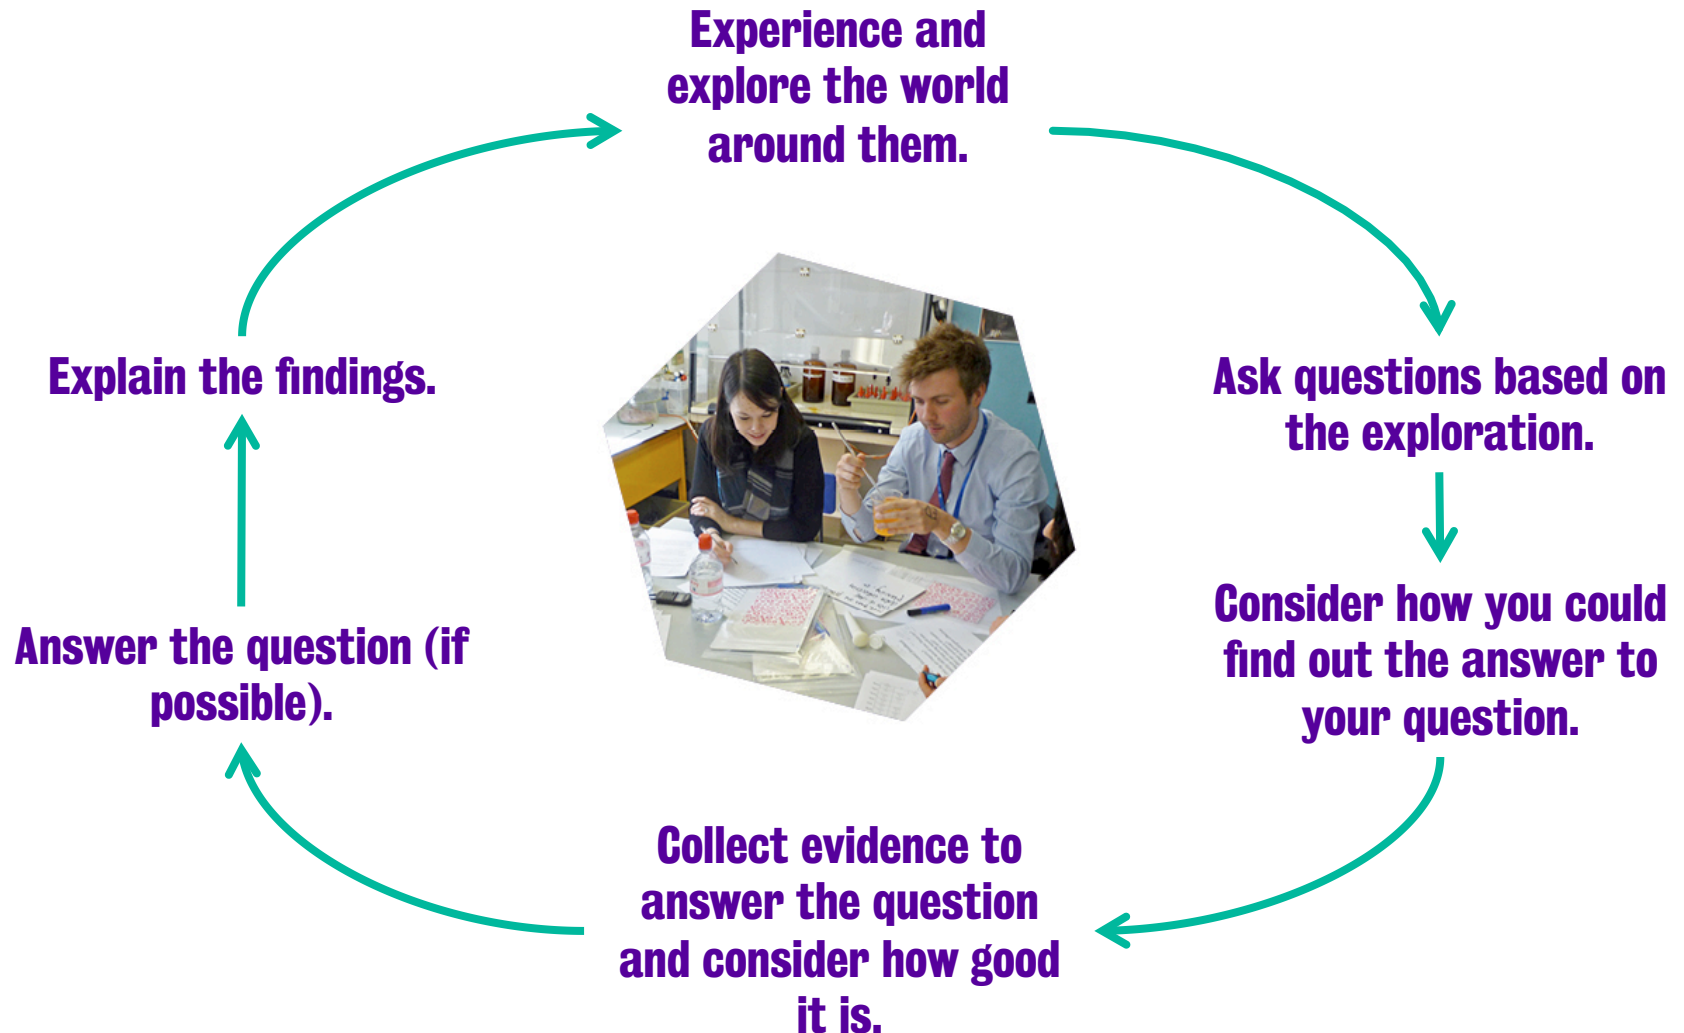 Experience and
explore the world
around them.
Ask questions based on
the exploration.
Consider how you could
find out the answer to
your question.
Collect evidence to
answer the question
and consider how good
it is.
Answer the question (if
possible).
Explain the findings.